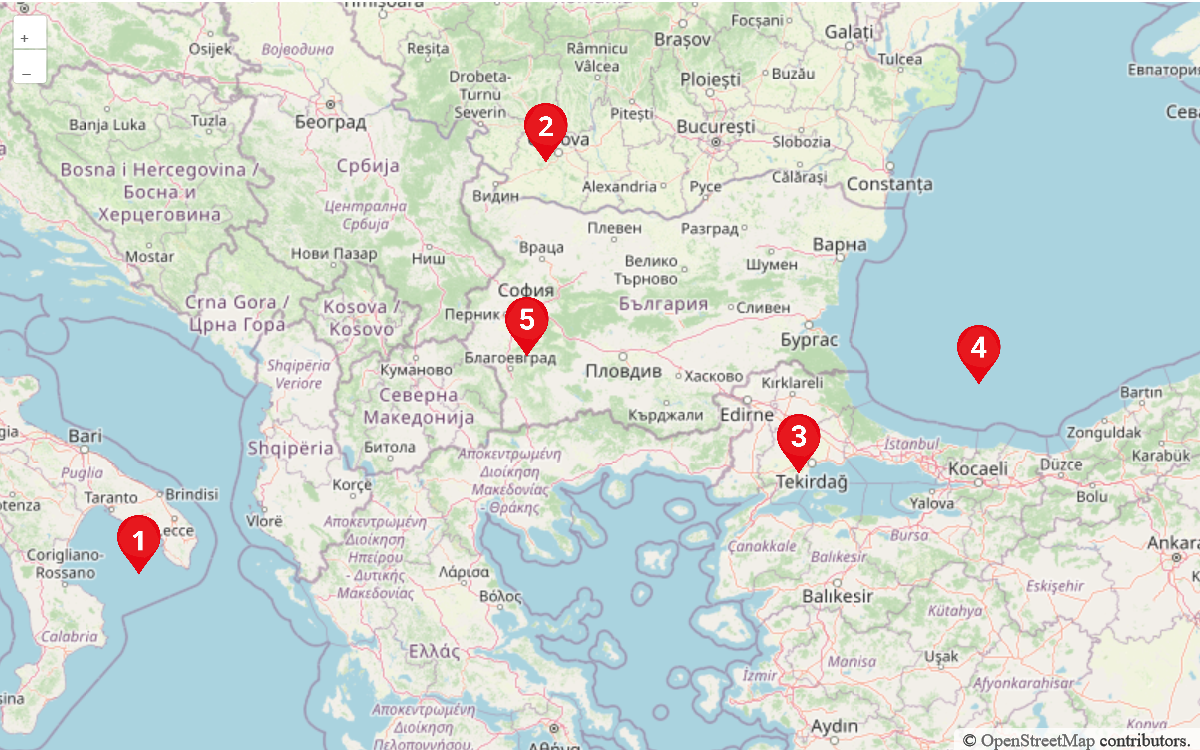 +
–
Osijek
Војводина
Reșița
Râmnicu
Vâlcea
Brașov
Focșani
Galați
Tulcea
Евпатория
Drobeta-
Turnu
Severin
Ploiești
Buzău
Banja Luka
Tuzla
Београд
Pitești
București
Slobozia
2
Bosna i Hercegovina /
Босна и
Херцеговина
Србија
Централна
Србија
Видин
Alexandria
Русе
Călărași
Constanța
Mostar
Нови Пазар
Ниш
Враца
Плевен
Разград
Варна
Велико
Търново
Шумен
Crna Gora /
Црна Гора
Kosova /
Kosovo
София
Перник
България
Сливен
5
Бургас
4
Shqipëria
Veriore
Куманово
Благоевград
Пловдив
Хасково
Kırklareli
Bartın
Северна
Македонија
Кърджали
Edirne
Zonguldak
Karabük
Bari
Puglia
Shqipëria
Битола
Αποκεντρωμένη
Διοίκηση
Μακεδονίας
- Θράκης
3
Tekirdağ
İstanbul
Kocaeli
Düzce
Bolu
Yalova
Taranto
Brindisi
Korçë
Vlorë
1
Corigliano-
Rossano
Αποκεντρωμένη
Διοίκηση
Ηπείρου
- Δυτικής
Μακεδονίας
Λάρισα
Βόλος
Çanakkale
Balıkesir
Bursa
Balıkesir
Eskişehir
Kütahya
Calabria
Ελλάς
Manisa
Uşak
İzmir
Afyonkarahisar
Αποκεντρωμένη
Διοίκηση
Πελοποννήσου,
Aydın
© OpenStreetMap contributors.